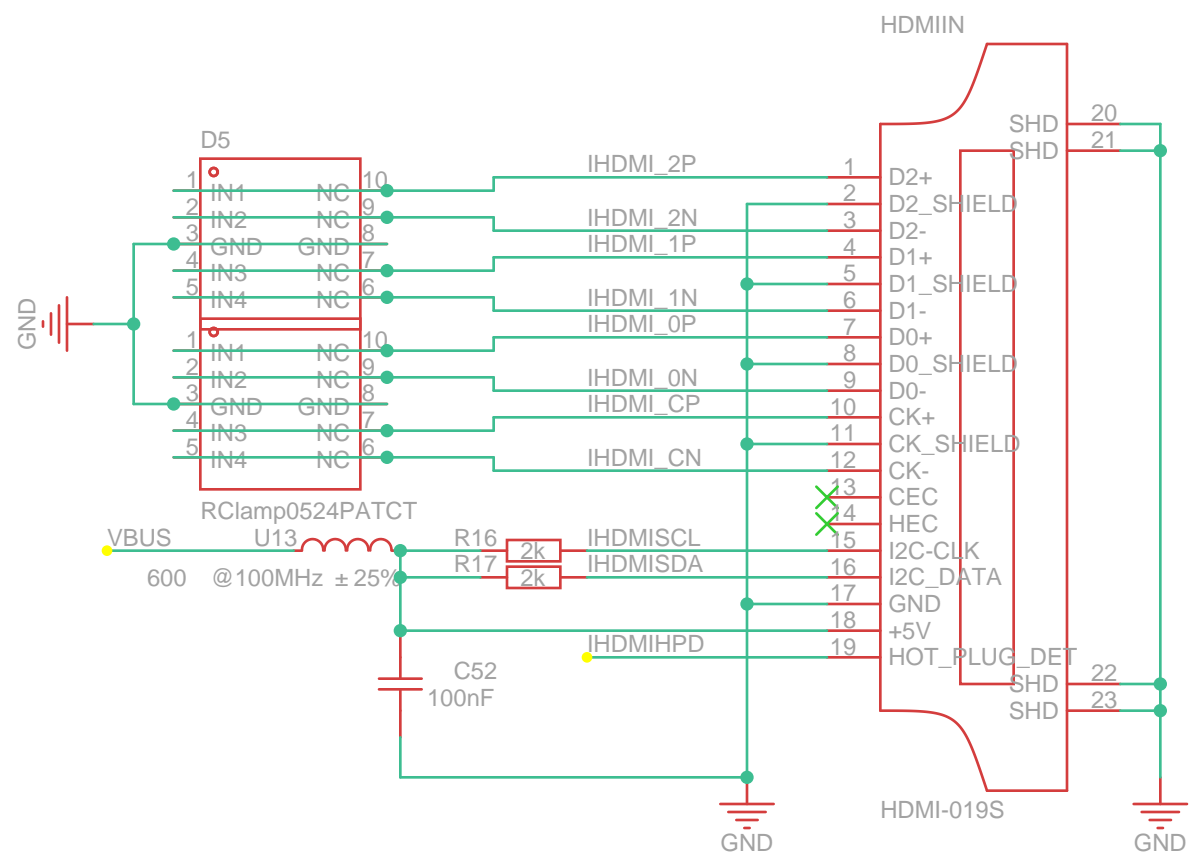 HDMIIN
D5
1 IN1 NC 10
2 IN2 NC 9
3 GND GND 8
4 IN3 NC 7
5 IN4 NC 6
1 IN1 NC 10
2 IN2 NC 9
3 GND GND 8
4 IN3 NC 7
5 IN4 NC 6
RClamp0524PATCT
GND
IHDMI_2P
IHDMI_2N
IHDMI_1P
IHDMI_1N
IHDMI_0P
IHDMI_0N
IHDMI_CP
IHDMI_CN
VBUS
U13
600 @100MHz ±25%
R16 2k IHDMISCL
R17 2k IHDMISDA
IHDMIHPD
C52
100nF
1 D2+
2 D2_SHIELD
3 D2-
4 D1+
5 D1_SHIELD
6 D1-
7 D0+
8 D0_SHIELD
9 D0-
10 CK+
11 CK_SHIELD
12 CK-
13 CEC
14 HEC
15 I2C-CLK
16 I2C_DATA
17 GND
18 +5V
19 HOT_PLUG_DET
SHD 20
SHD 21
SHD 22
SHD 23
HDMI-019S
GND
GND